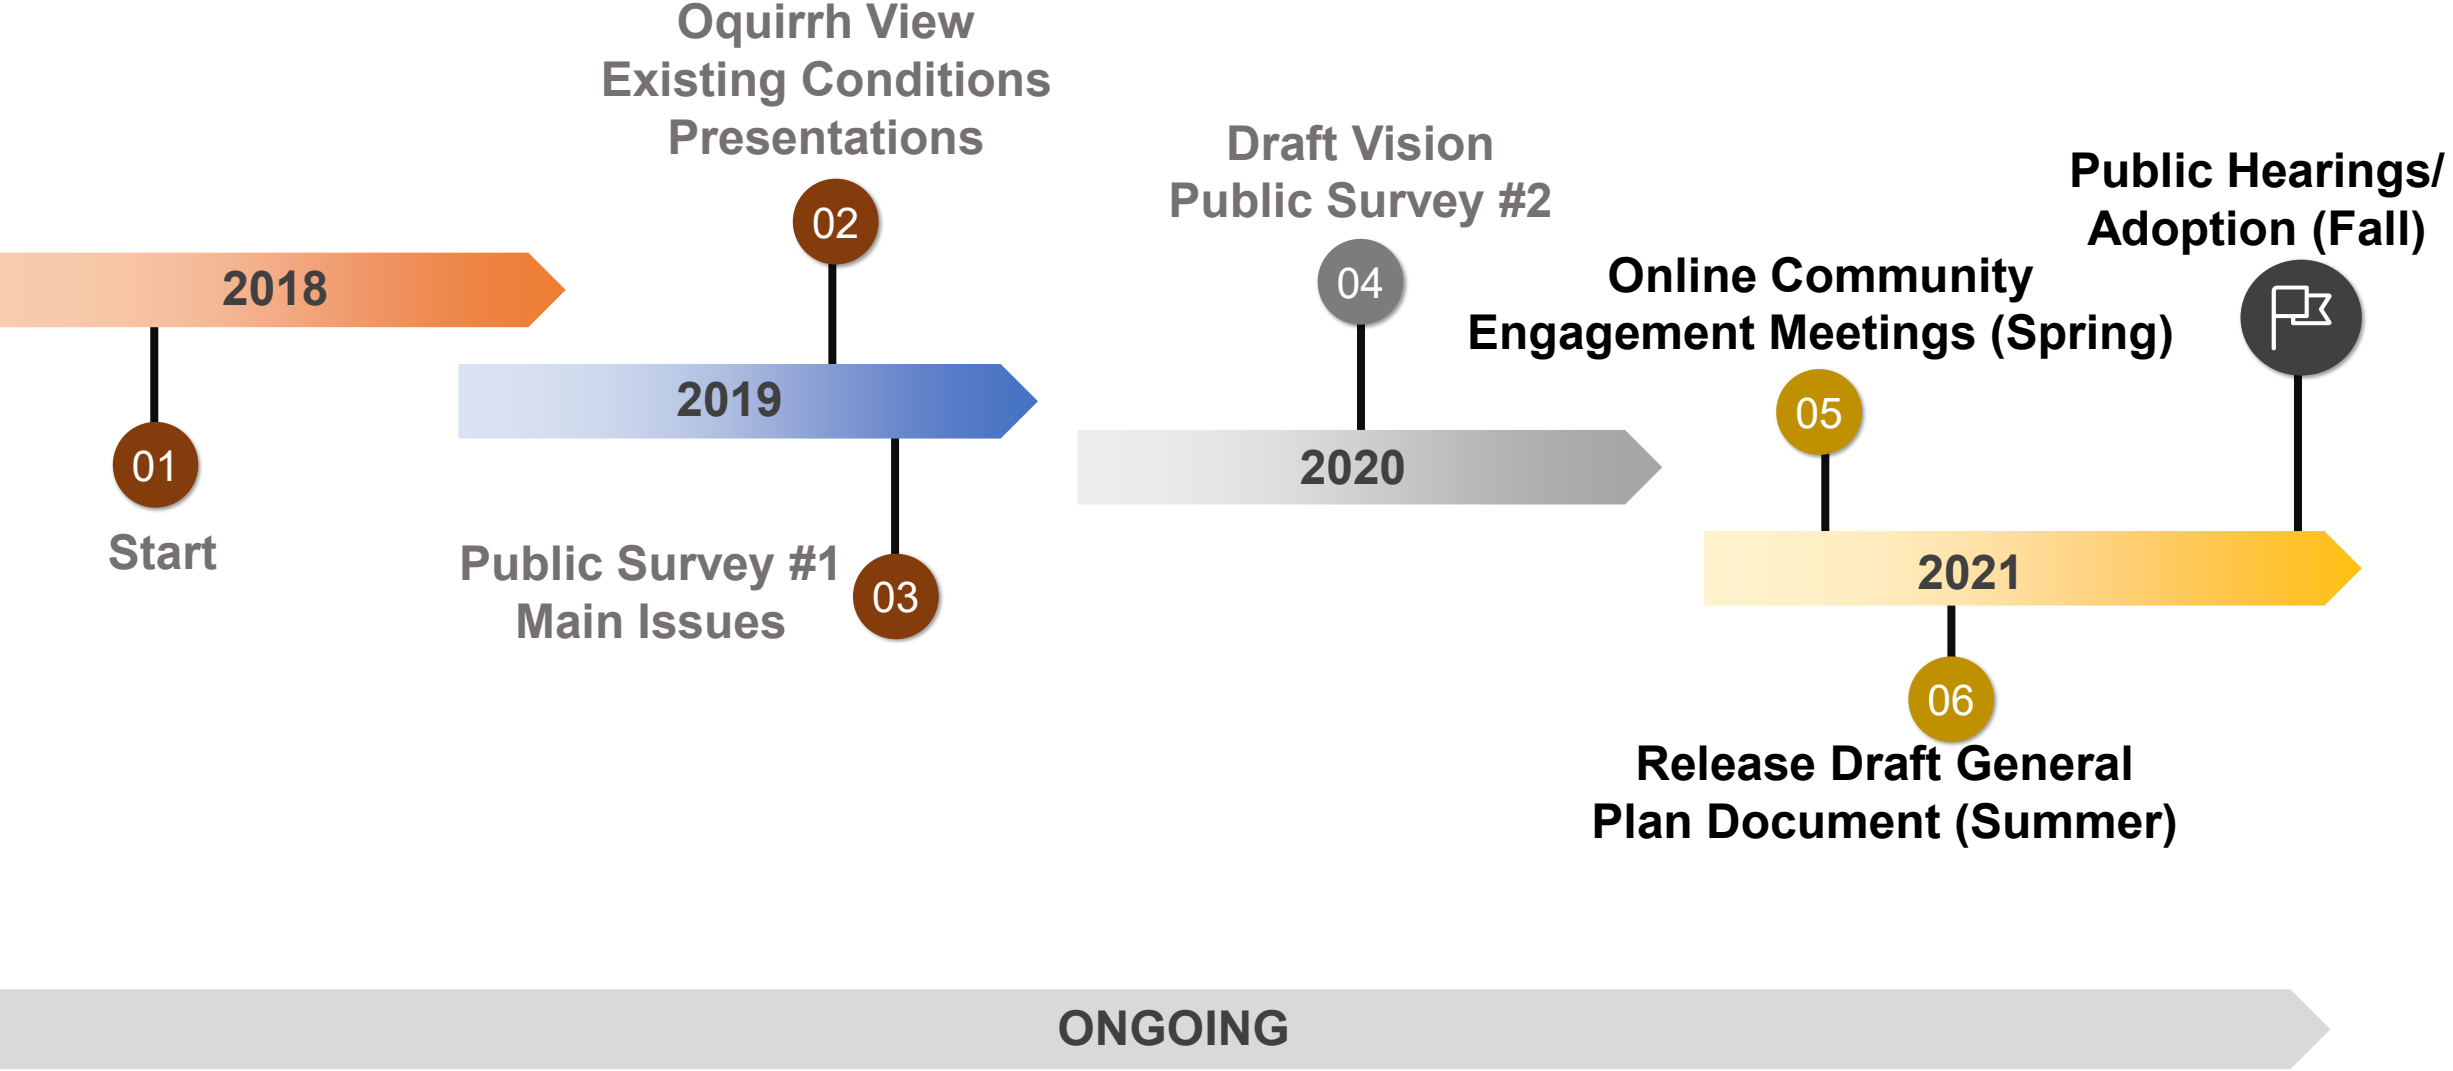 Oquirrh View
Existing Conditions
Presentations
02
2018
01
Start
2019
Public Survey #1
Main Issues
03
Draft Vision
Public Survey #2
04
2020
Online Community
Engagement Meetings (Spring)
05
Public Hearings/
Adoption (Fall)
2021
06
Release Draft General
Plan Document (Summer)
ONGOING